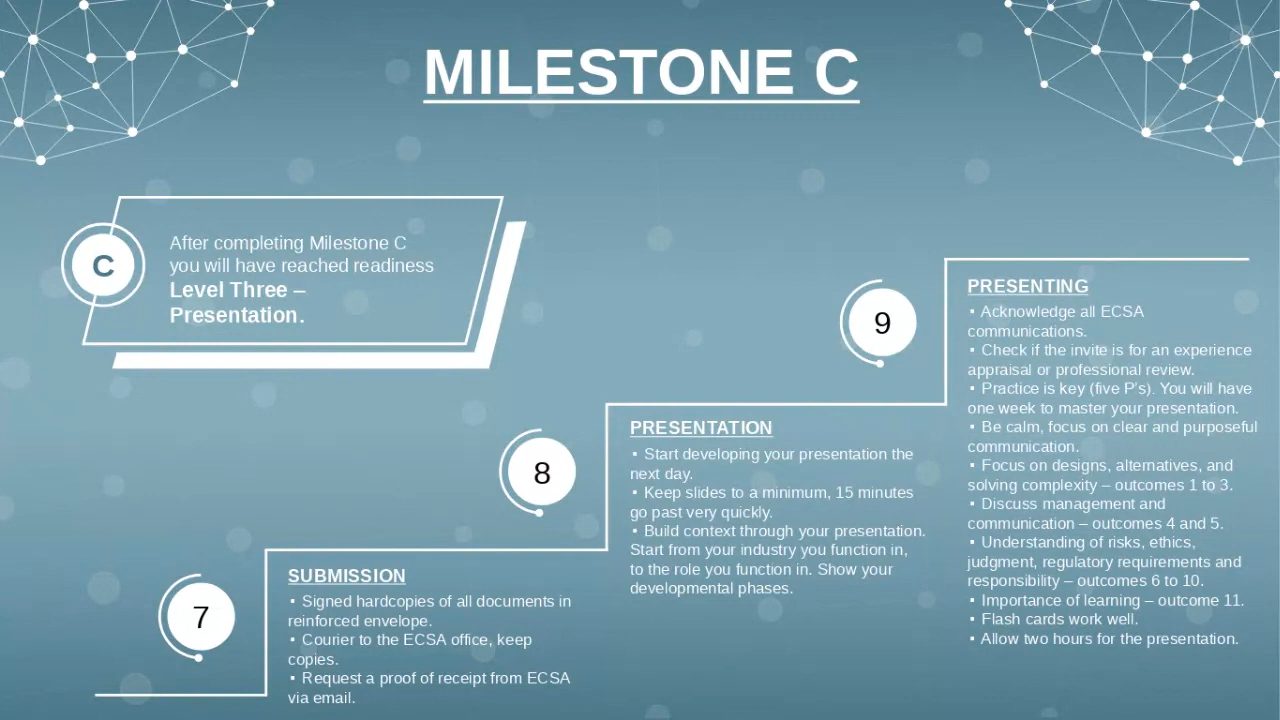 MILESTONE C
C
After completing Milestone C
you will have reached readiness
Level Three –
Presentation.
7
SUBMISSION
▪ Signed hardcopies of all documents in
reinforced envelope.
▪ Courier to the ECSA office, keep
copies.
▪ Request a proof of receipt from ECSA
via email.
8
PRESENTATION
▪ Start developing your presentation the
next day.
▪ Keep slides to a minimum, 15 minutes
go past very quickly.
▪ Build context through your presentation.
Start from your industry you function in,
to the role you function in. Show your
developmental phases.
9
PRESENTING
▪ Acknowledge all ECSA
communications.
▪ Check if the invite is for an experience
appraisal or professional review.
▪ Practice is key (five P's). You will have
one week to master your presentation.
▪ Be calm, focus on clear and purposeful
communication.
▪ Focus on designs, alternatives, and
solving complexity – outcomes 1 to 3.
▪ Discuss management and
communication – outcomes 4 and 5.
▪ Understanding of risks, ethics,
judgment, regulatory requirements and
responsibility – outcomes 6 to 10.
▪ Importance of learning – outcome 11.
▪ Flash cards work well.
▪ Allow two hours for the presentation.